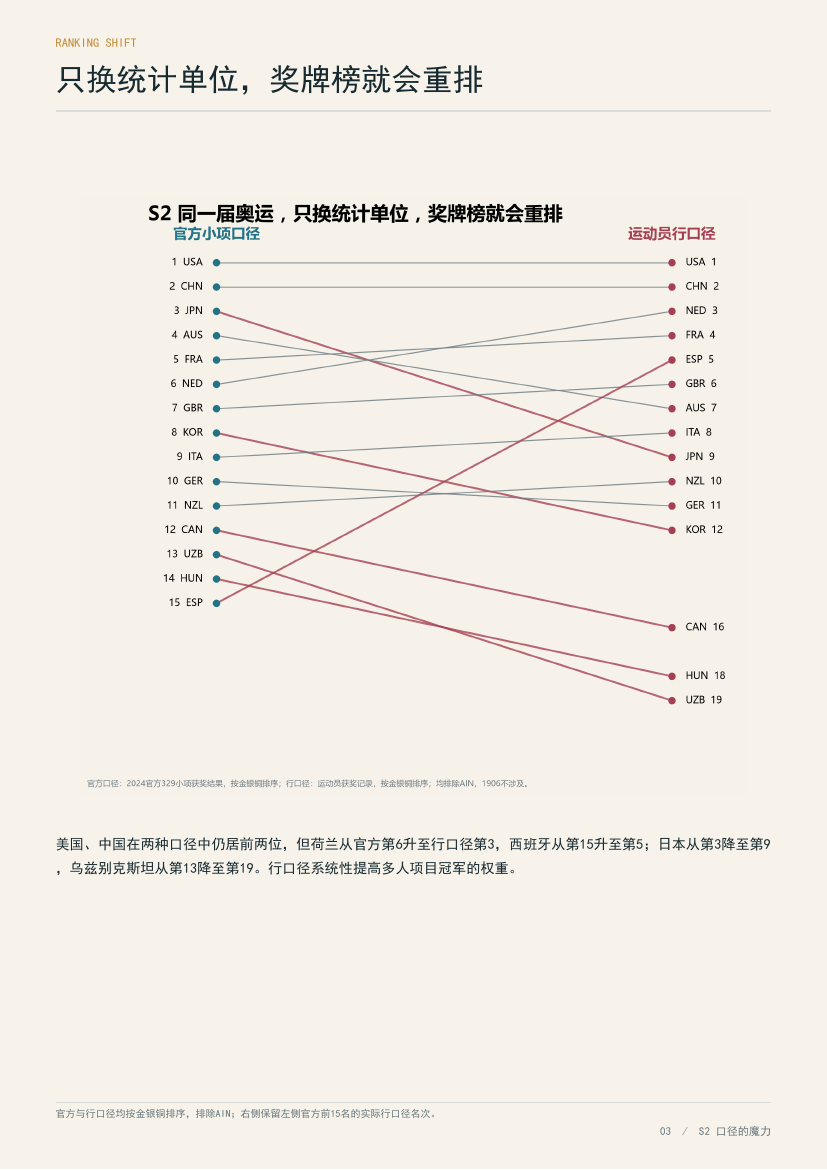 RANKING SHIFT
只换统计单位，奖牌榜就会重排
S2 同一届奥运，只换统计单位，奖牌榜就会重排
官方小项口径
运动员行口径
1 USA
USA 1
2 CHN
CHN 2
3 JPN
NED 3
4 AUS
FRA 4
5 FRA
ESP 5
6 NED
GBR 6
7 GBR
AUS 7
8 KOR
ITA 8
9 ITA
JPN 9
10 GER
NZL 10
11 NZL
GER 11
12 CAN
KOR 12
13 UZB
14 HUN
15 ESP
CAN 16
HUN 18
UZB 19
官方口径：2024官方329小项获奖结果，按金银铜排序；行口径：运动员获奖记录，按金银铜排序；均排除AIN，1906不涉及。
美国、中国在两种口径中仍居前两位，但荷兰从官方第6升至行口径第3，西班牙从第15升至第5；日本从第3降至第9
，乌兹别克斯坦从第13降至第19。行口径系统性提高多人项目冠军的权重。
官方与行口径均按金银铜排序，排除AIN；右侧保留左侧官方前15名的实际行口径名次。
03 / S2 口径的魔力